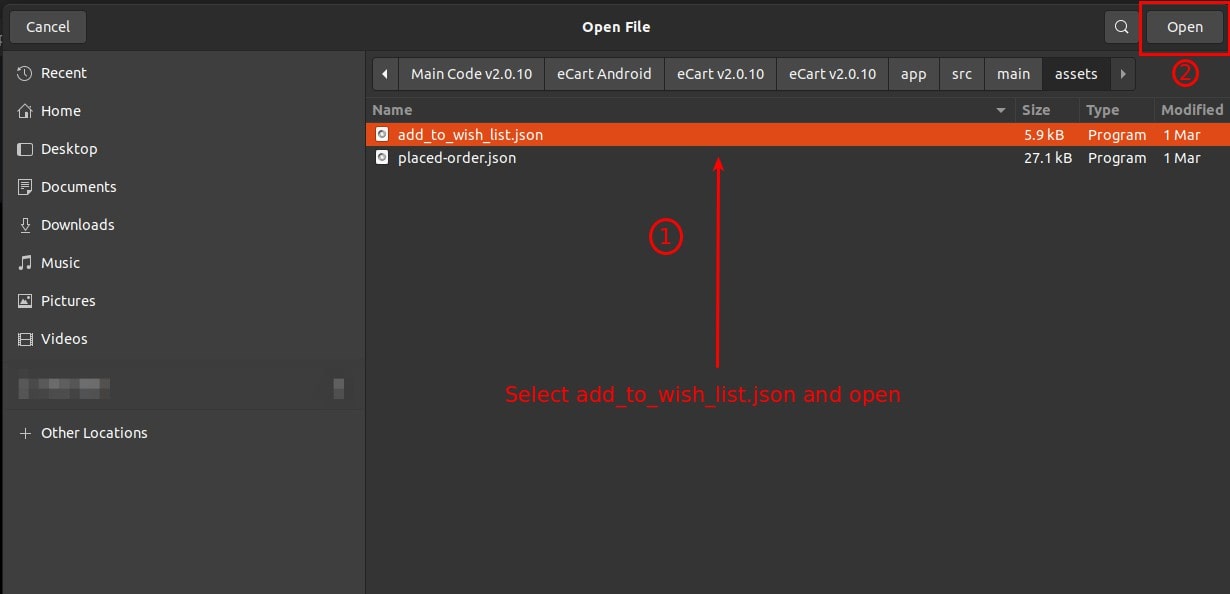 Cancel Open File Open
Recent
Home
Desktop
Documents
Downloads
Music
Pictures
Videos
Other Locations
Main Code v2.0.10 eCart Android eCart v2.0.10 eCart v2.0.10 app src main assets
2
Name Size Type Modified
add_to_wish_list.json 5.9 kB Program 1 Mar
placed-order.json 27.1 kB Program 1 Mar
1
Select add_to_wish_list.json and open